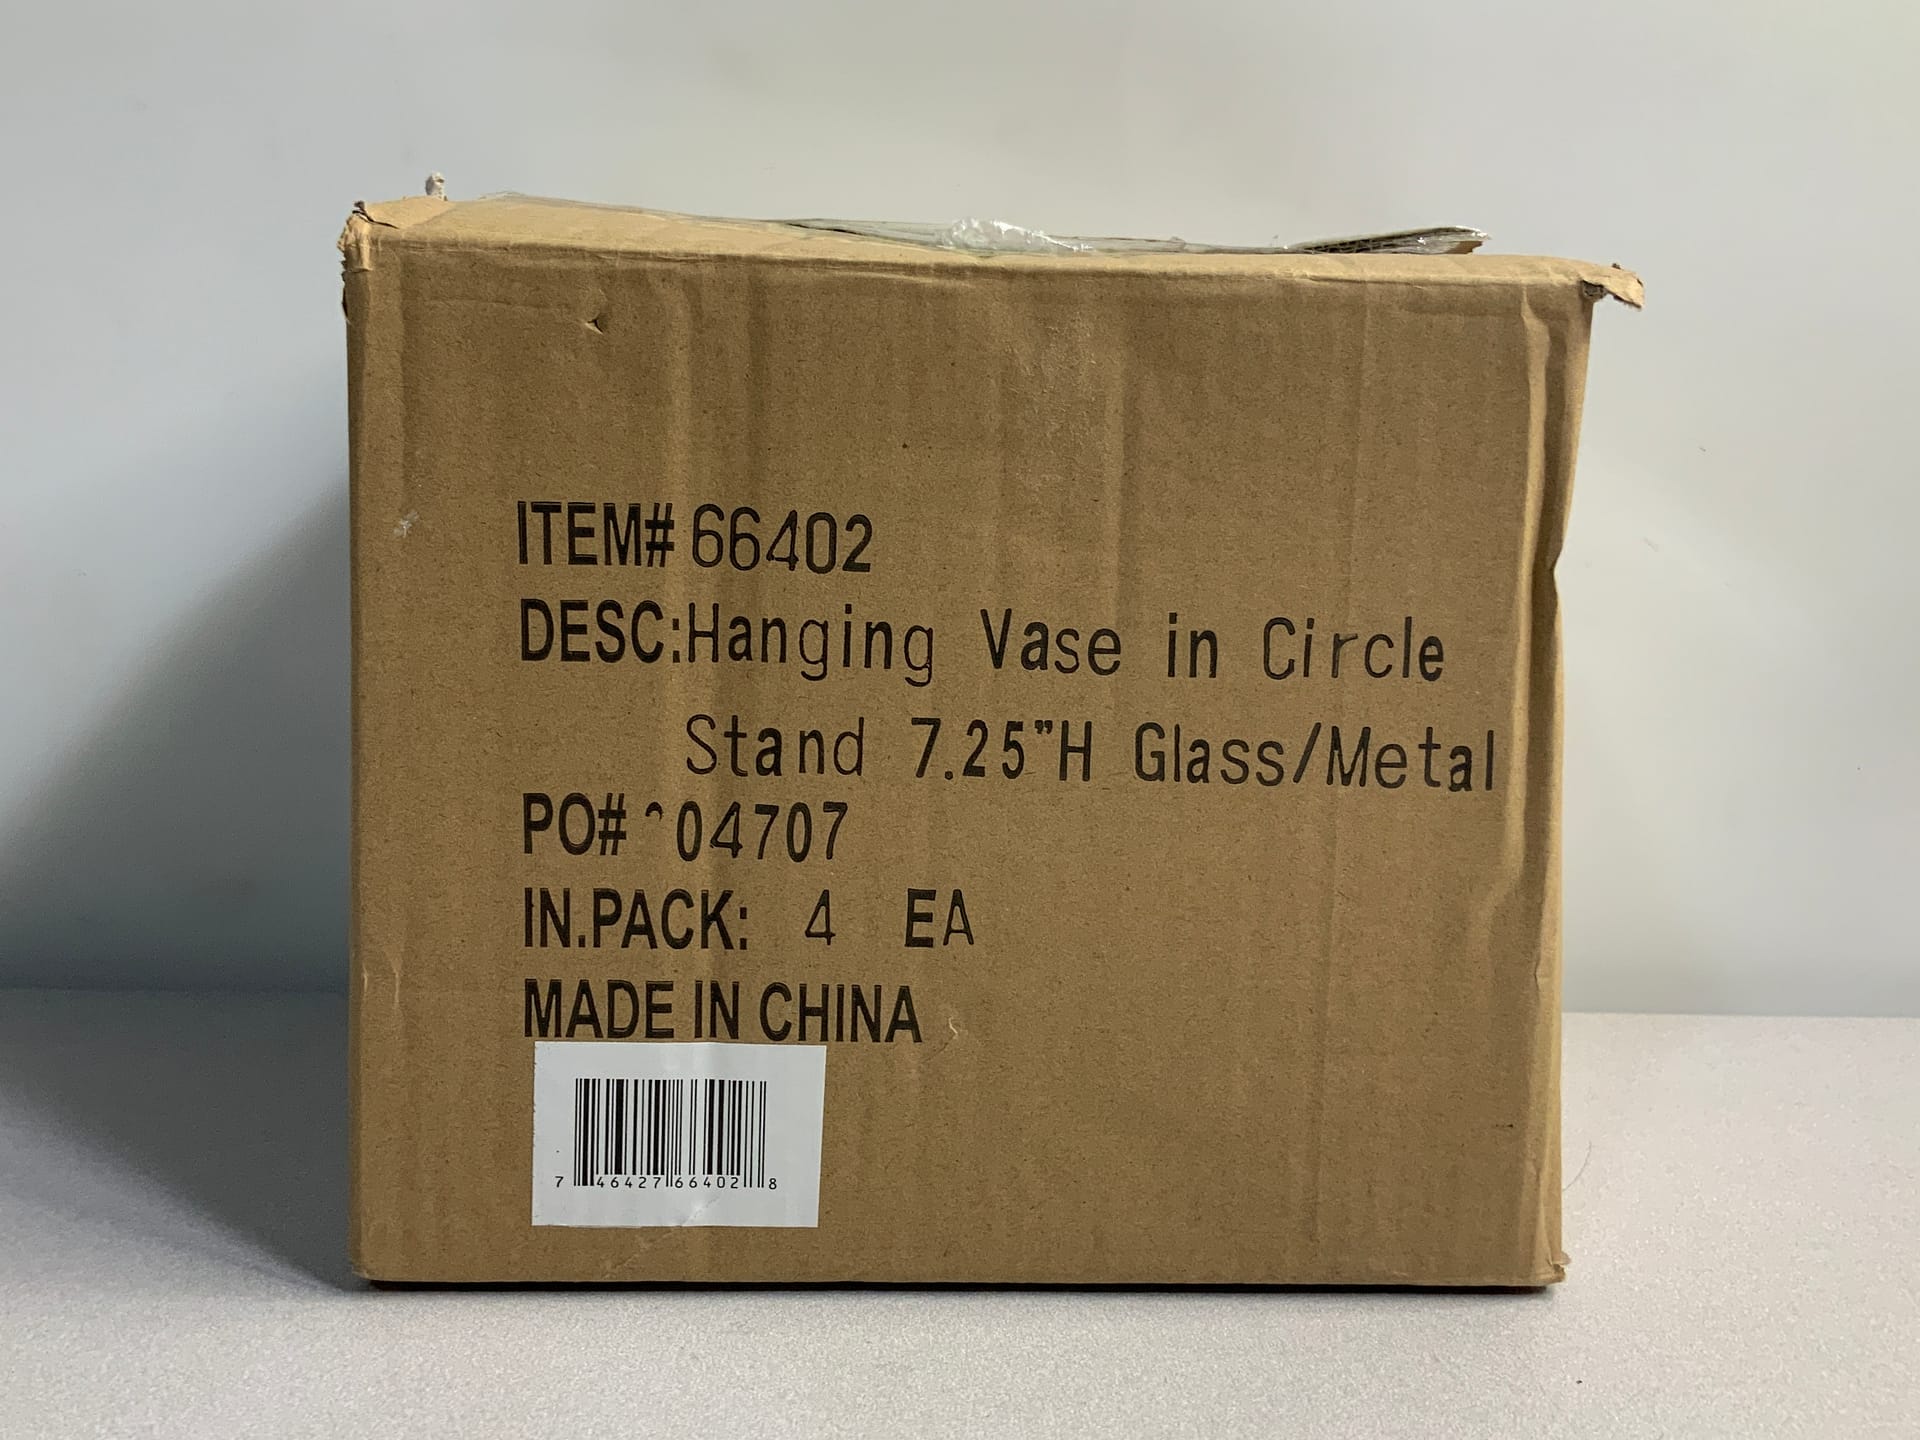 ITEM# 66402
DESC:Hanging Vase in Circle
Stand 7.25"H Glass/Metal
PO# 04707
IN.PACK: 4 EA
MADE IN CHINA
7 46427 66402 8